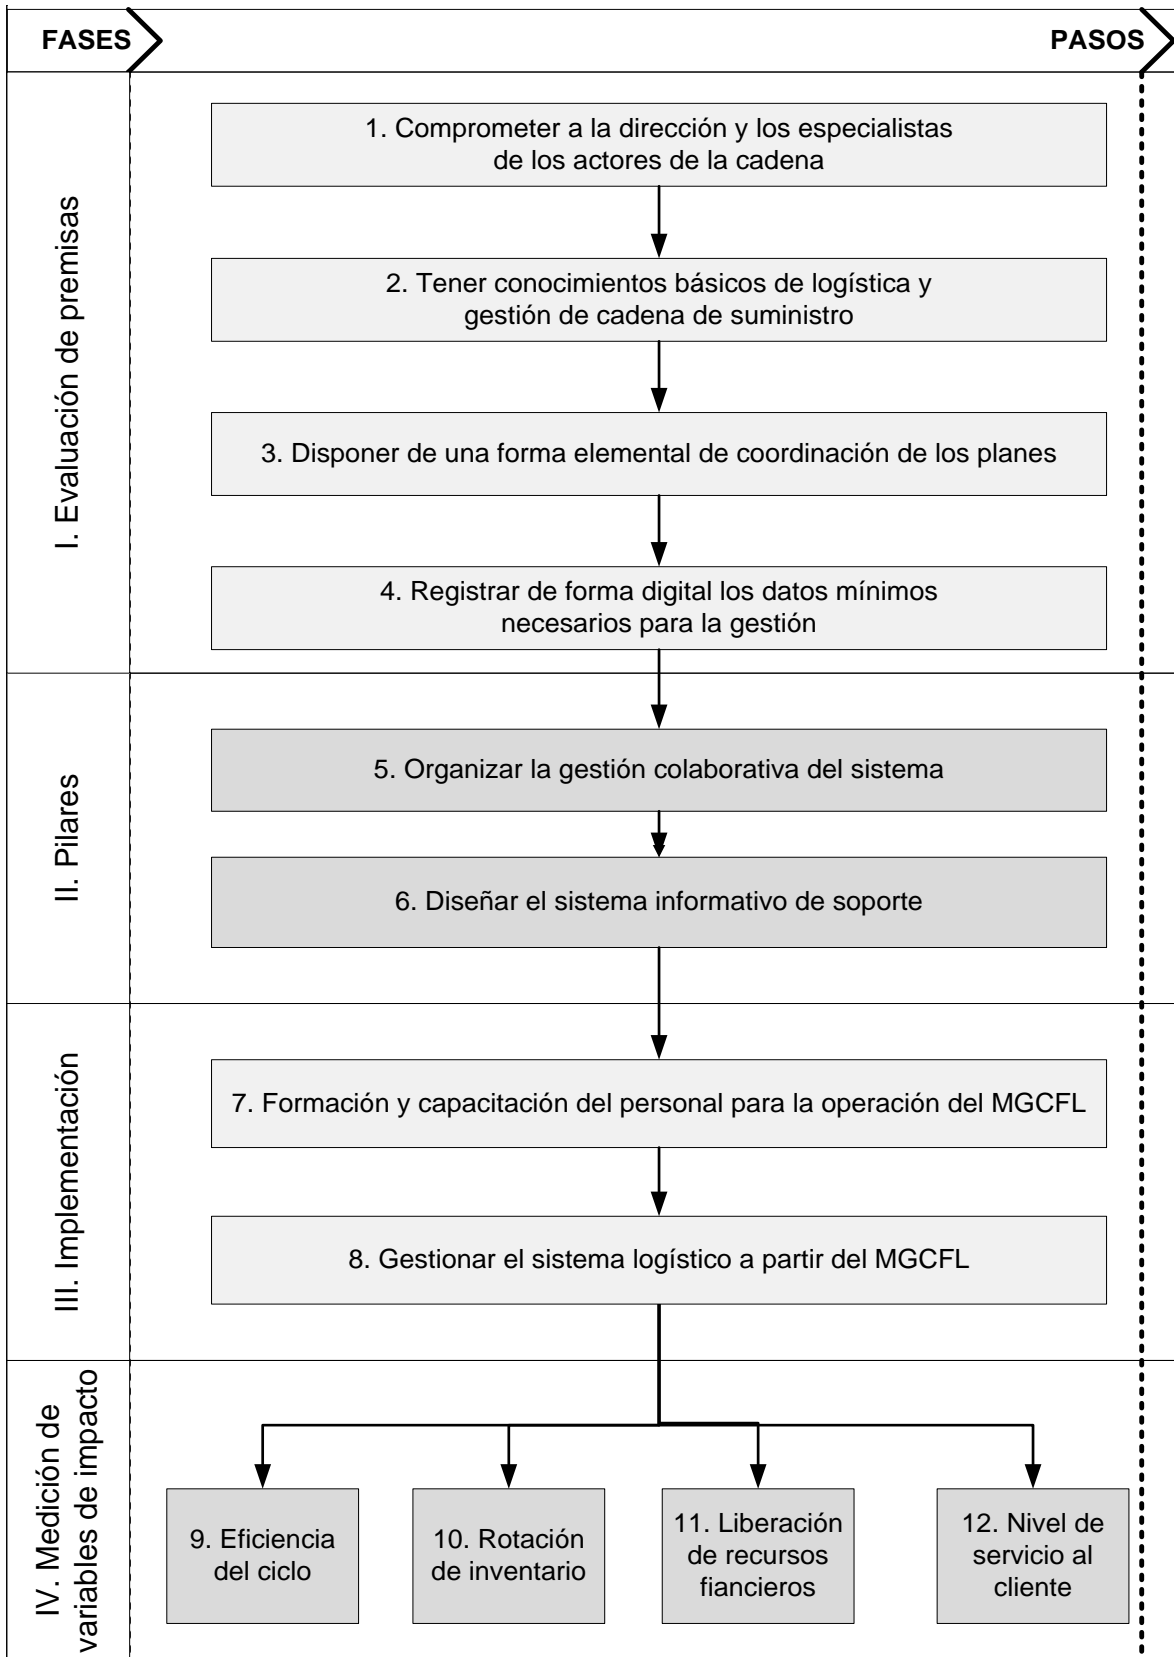 FASES
PASOS
I. Evaluación de premisas
1. Comprometer a la dirección y los especialistas
de los actores de la cadena
2. Tener conocimientos básicos de logística y
gestión de cadena de suministro
3. Disponer de una forma elemental de coordinación de los planes
4. Registrar de forma digital los datos mínimos
necesarios para la gestión
II. Pilares
5. Organizar la gestión colaborativa del sistema
6. Diseñar el sistema informativo de soporte
III. Implementación
7. Formación y capacitación del personal para la operación del MGCFL
8. Gestionar el sistema logístico a partir del MGCFL
IV. Medición de
variables de impacto
9. Eficiencia
del ciclo
10. Rotación
de inventario
11. Liberación
de recursos
fiancieros
12. Nivel de
servicio al
cliente